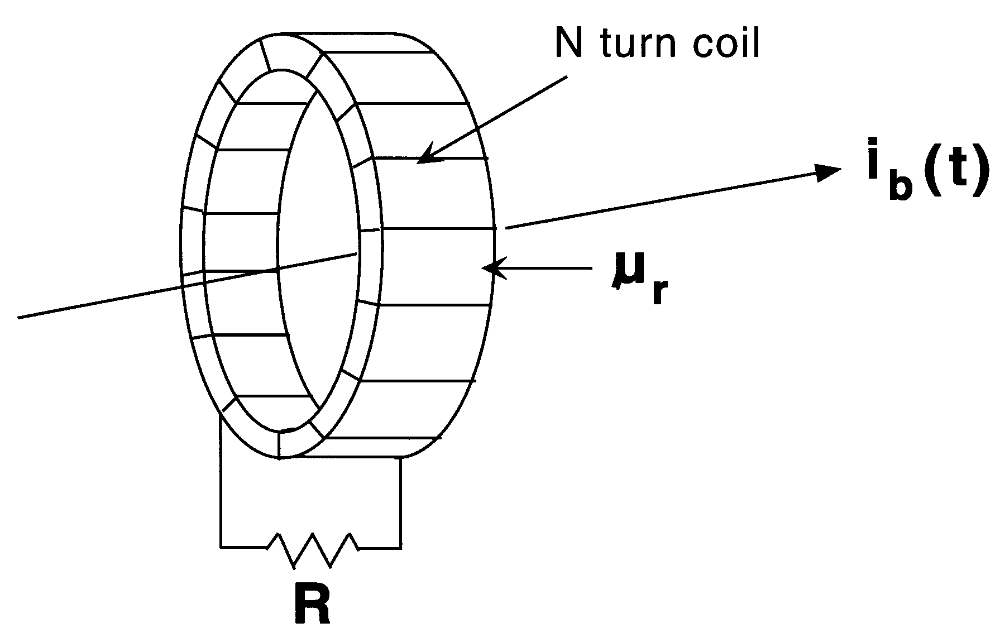 N turn coil
i_b(t)
μ_r
R